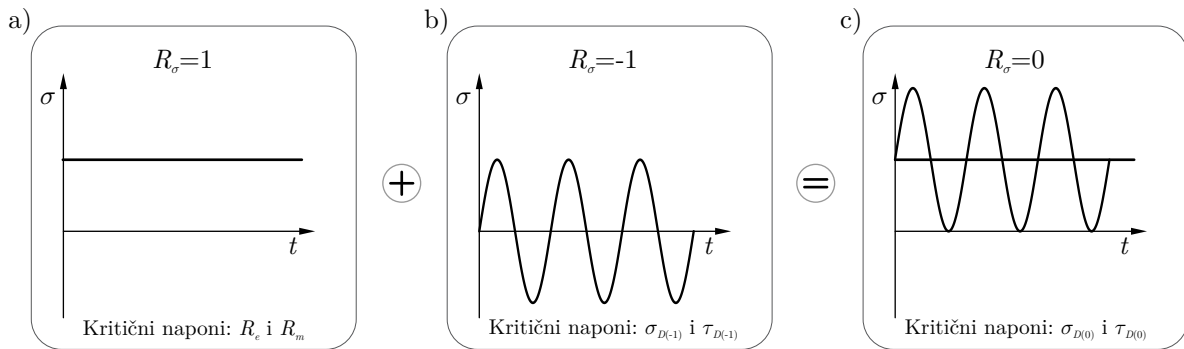 a)
R_σ=1
σ
t
Kritični naponi: R_e i R_m
+
b)
R_σ=-1
σ
t
Kritični naponi: σ_D(-1) i τ_D(-1)
=
c)
R_σ=0
σ
t
Kritični naponi: σ_D(0) i τ_D(0)